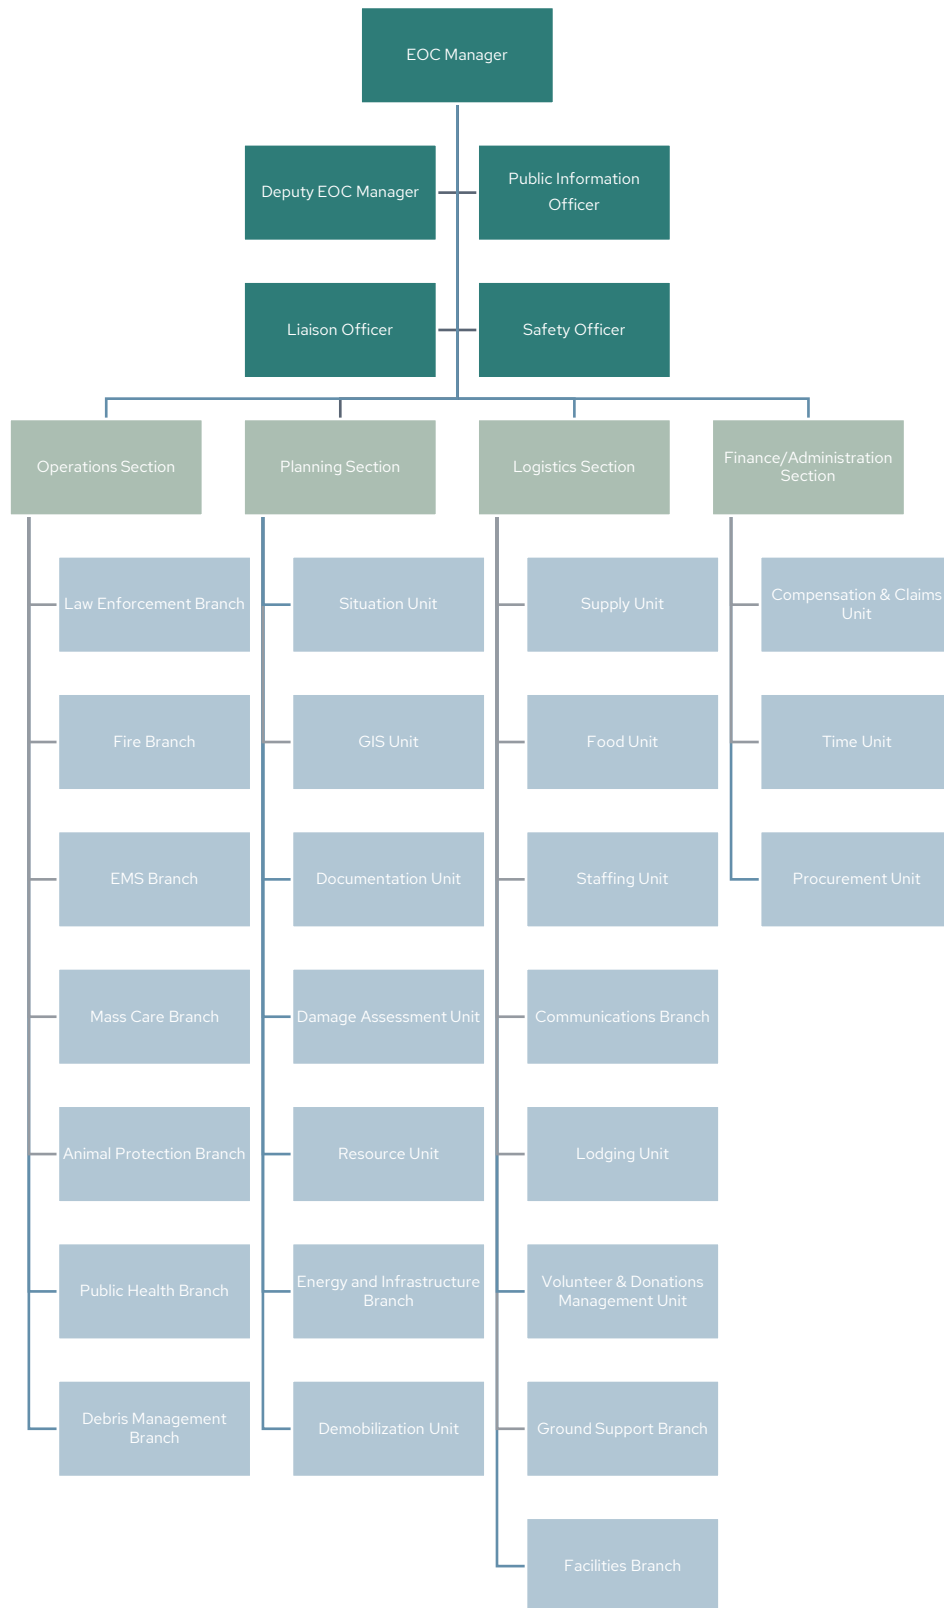 EOC Manager
Deputy EOC Manager
Public Information
Officer
Liaison Officer
Safety Officer
Operations Section
Planning Section
Logistics Section
Finance/Administration
Section
Law Enforcement Branch
Situation Unit
Supply Unit
Compensation & Claims
Unit
Fire Branch
GIS Unit
Food Unit
Time Unit
EMS Branch
Documentation Unit
Staffing Unit
Procurement Unit
Mass Care Branch
Damage Assessment Unit
Communications Branch
Animal Protection Branch
Resource Unit
Lodging Unit
Public Health Branch
Energy and Infrastructure
Branch
Volunteer & Donations
Management Unit
Debris Management
Branch
Demobilization Unit
Ground Support Branch
Facilities Branch